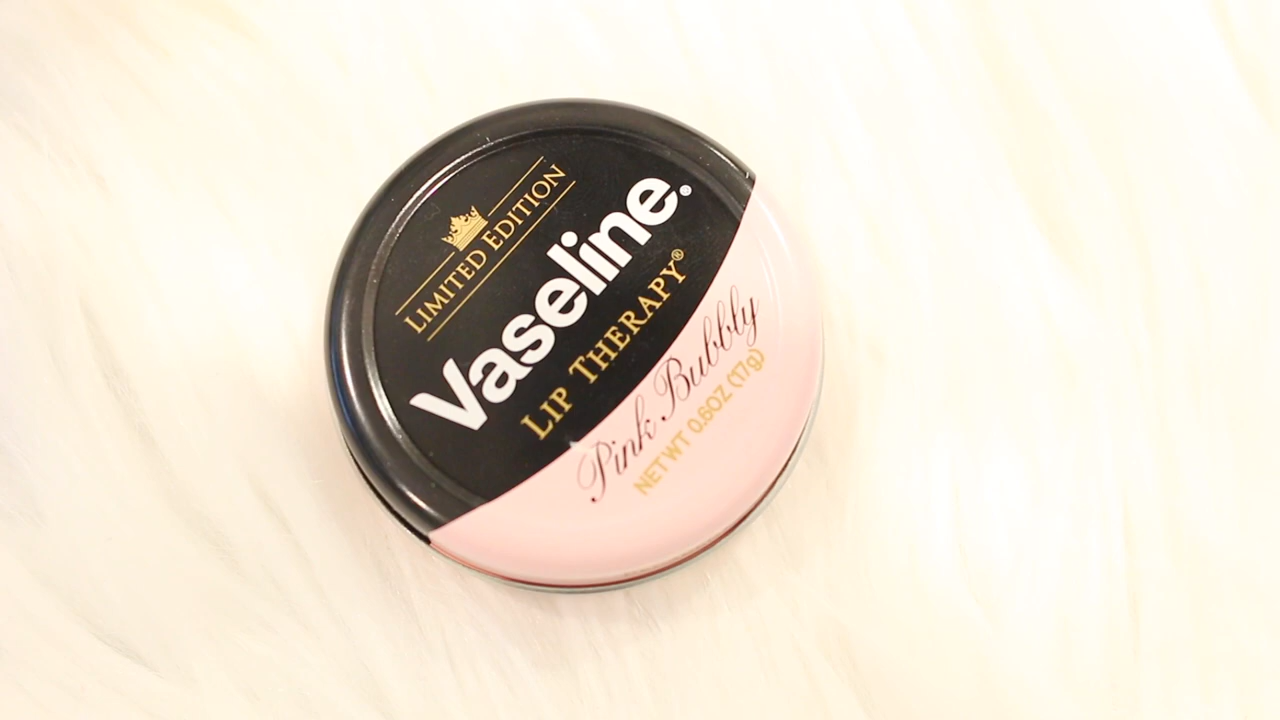 LIMITED EDITION
Vaseline®
LIP THERAPY®
Pink Bubbly
NET WT 0.6OZ (17g)